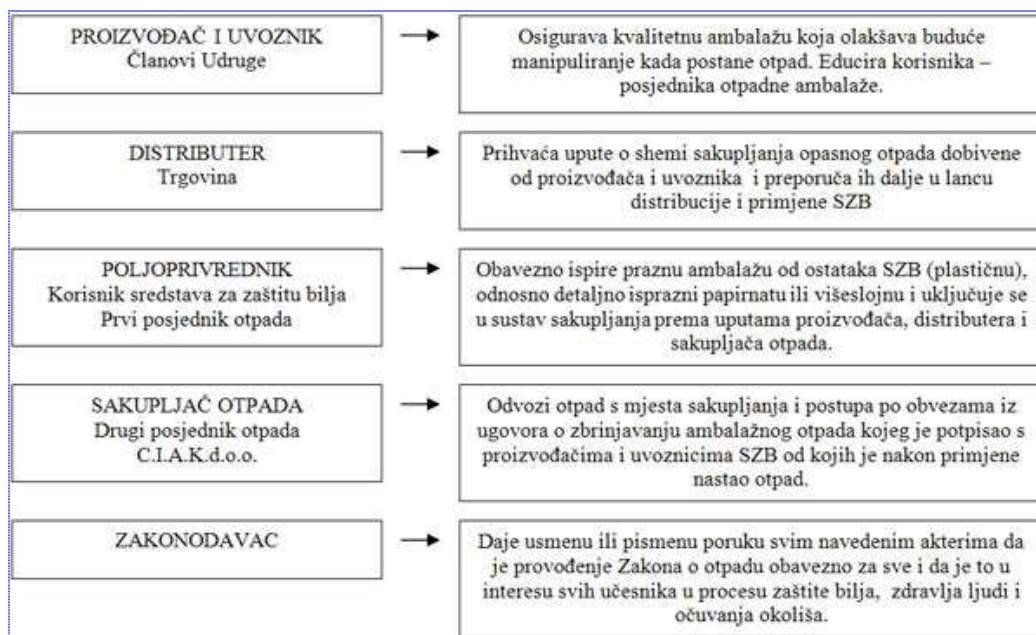 PROIZVOĐAČ I UVOZNIK
Članovi Udruge
Osigurava kvalitetnu ambalažu koja olakšava buduće
manipuliranje kada postane otpad. Educira korisnika –
posjednika otpadne ambalaže.
DISTRIBUTER
Trgovina
Prihvaća upute o shemi sakupljanja opasnog otpada dobivene
od proizvođača i uvoznika i preporuča ih dalje u lancu
distribucije i primjene SZB
POLJOPRIVREDNIK
Korisnik sredstava za zaštitu bilja
Prvi posjednik otpada
Obavezno ispire praznu ambalažu od ostataka SZB (plastičnu),
odnosno detaljno isprazni papirnatu ili višeslojnu i uključuje se
u sustav sakupljanja prema uputama proizvođača, distributera i
sakupljača otpada.
SAKUPLJAČ OTPADA
Drugi posjednik otpada
C.I.A.K.d.o.o.
Odvozi otpad s mjesta sakupljanja i postupa po obvezama iz
ugovora o zbrinjavanju ambalažnog otpada kojeg je potpisao s
proizvođačima i uvoznicima SZB od kojih je nakon primjene
nastao otpad.
ZAKONODAVAC
Daje usmenu ili pismenu poruku svim navedenim akterima da
je provođenje Zakona o otpadu obavezno za sve i da je to u
interesu svih učesnika u procesu zaštite bilja, zdravlja ljudi i
očuvanja okoliša.